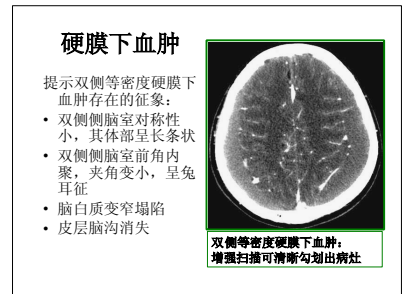 硬膜下血肿
提示双侧等密度硬膜下
血肿存在的征象：
• 双侧侧脑室对称性
小，其体部呈长条状
• 双侧侧脑室前角内
聚，夹角变小，呈兔
耳征
• 脑白质变窄塌陷
• 皮层脑沟消失
双侧等密度硬膜下血肿：
增强扫描可清晰勾划出病灶